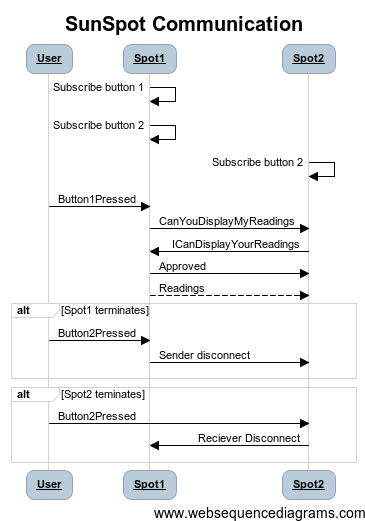 SunSpot Communication
User Spot1 Spot2
Subscribe button 1
Subscribe button 2
Subscribe button 2
Button1Pressed
CanYouDisplayMyReadings
ICanDisplayYourReadings
Approved
Readings
alt [Spot1 terminates]
Button2Pressed
Sender disconnect
alt [Spot2 teminates]
Button2Pressed
Reciever Disconnect
User Spot1 Spot2
www.websequencediagrams.com